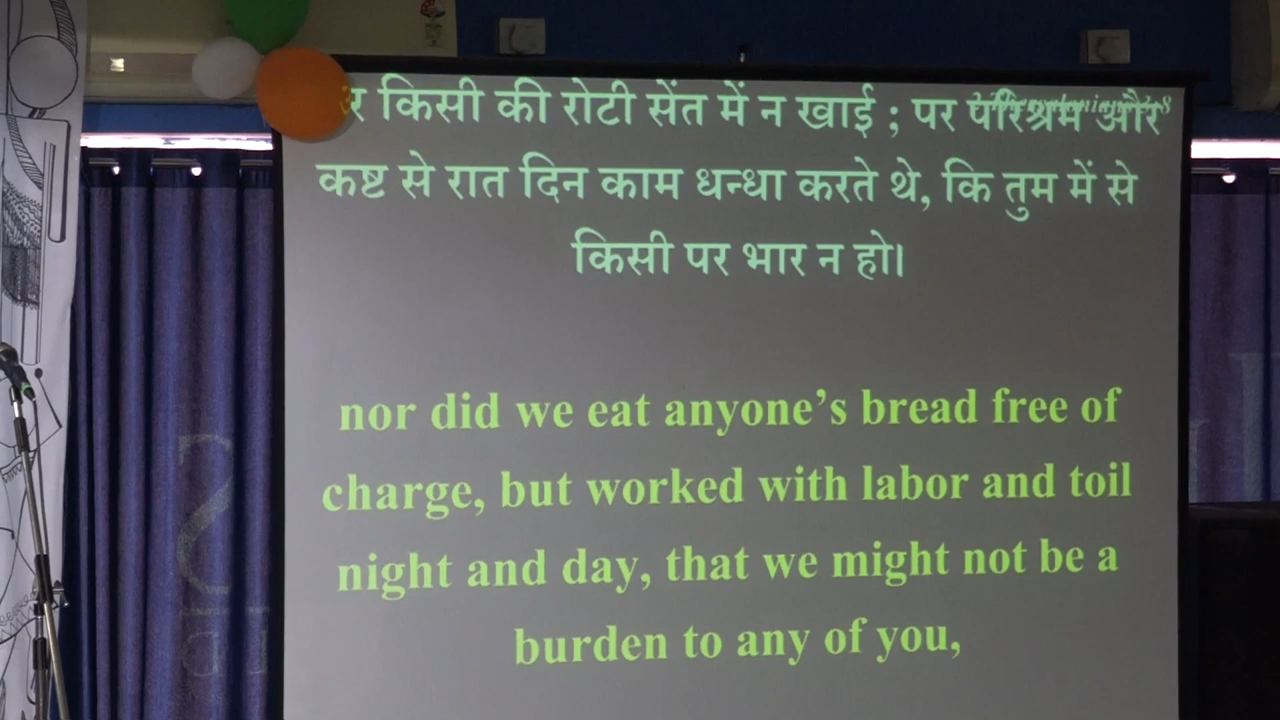 र किसी की रोटी सेंत में न खाई ; पर परिश्रम और
कष्ट से रात दिन काम धन्धा करते थे, कि तुम में से
किसी पर भार न हो।
nor did we eat anyone’s bread free of
charge, but worked with labor and toil
night and day, that we might not be a
burden to any of you,